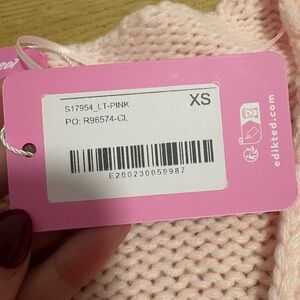 S17954_LT-PINK
XS
PO: R96574-CL
E200230059987
edikted.com